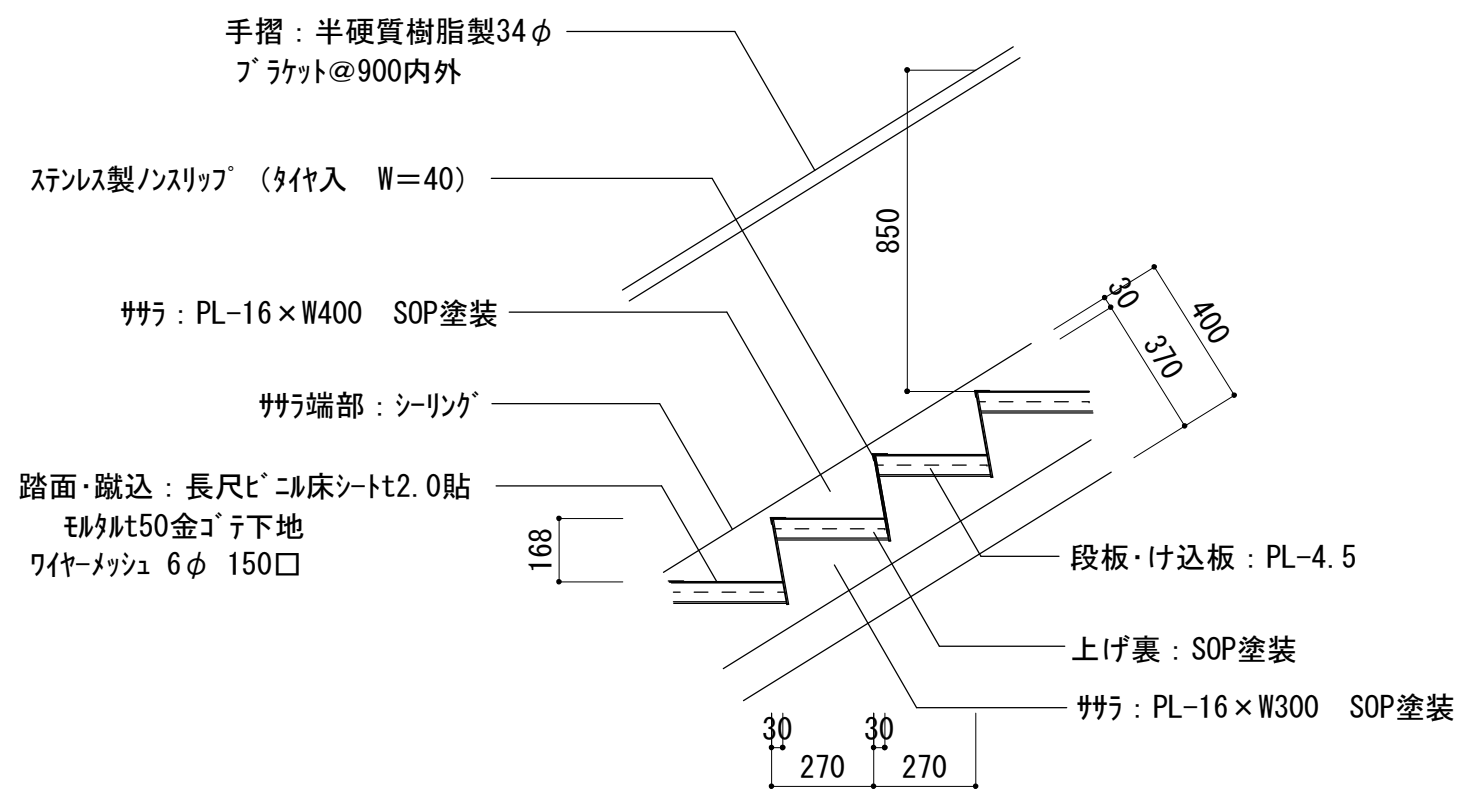 手摺：半硬質樹脂製34φ
ﾌﾞﾗｹｯﾄ@900内外
ｽﾃﾝﾚｽ製ﾉﾝｽﾘｯﾌﾟ（ﾀｲﾔ入　W＝40）
ｻｻﾗ：PL-16×W400　SOP塗装
ｻｻﾗ端部：ｼｰﾘﾝｸﾞ
踏面･蹴込：長尺ﾋﾞﾆﾙ床ｼｰﾄt2.0貼
ﾓﾙﾀﾙt50金ｺﾞﾃ下地
ﾜｲﾔｰﾒｯｼｭ 6φ 150口
850
30
400
370
168
段板･け込板：PL-4.5
上げ裏：SOP塗装
ｻｻﾗ：PL-16×W300　SOP塗装
30
30
270
270